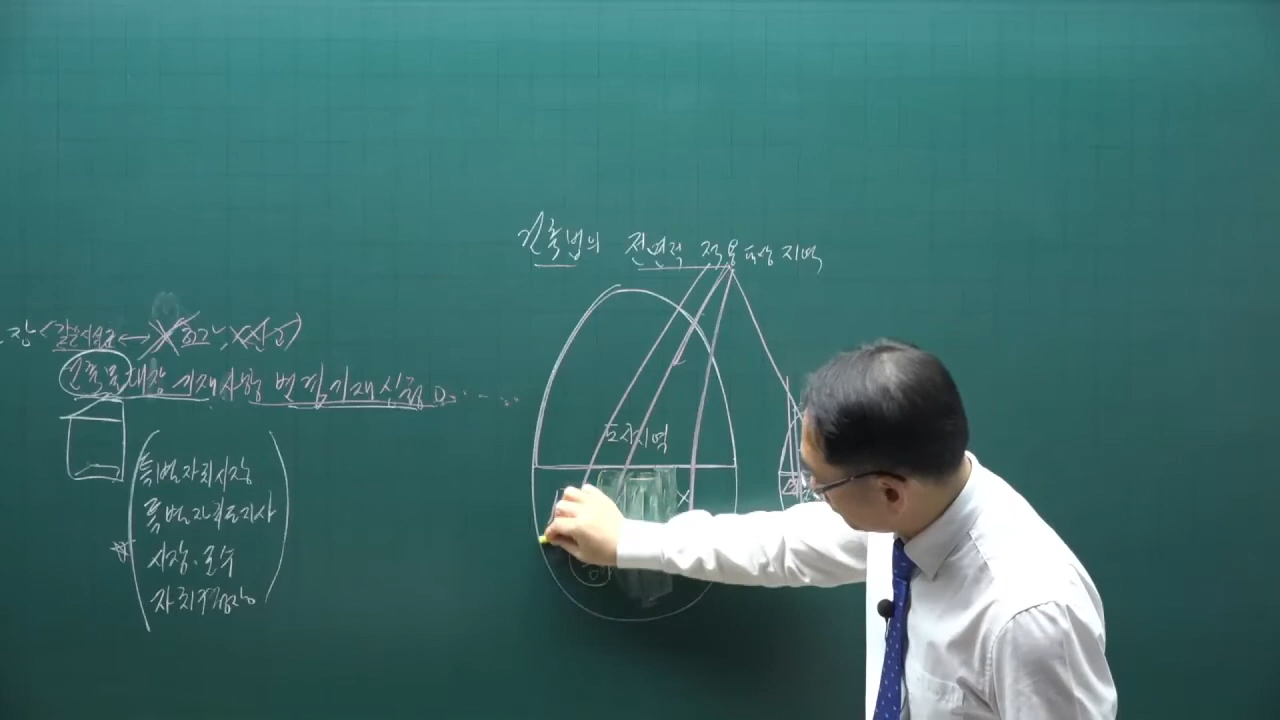 건축물대장 기재사항 변경기재신청
특별자치시장
특별자치도지사
시장·군수
자치구청장
건축법의 전면적 적용대상지역
도시지역